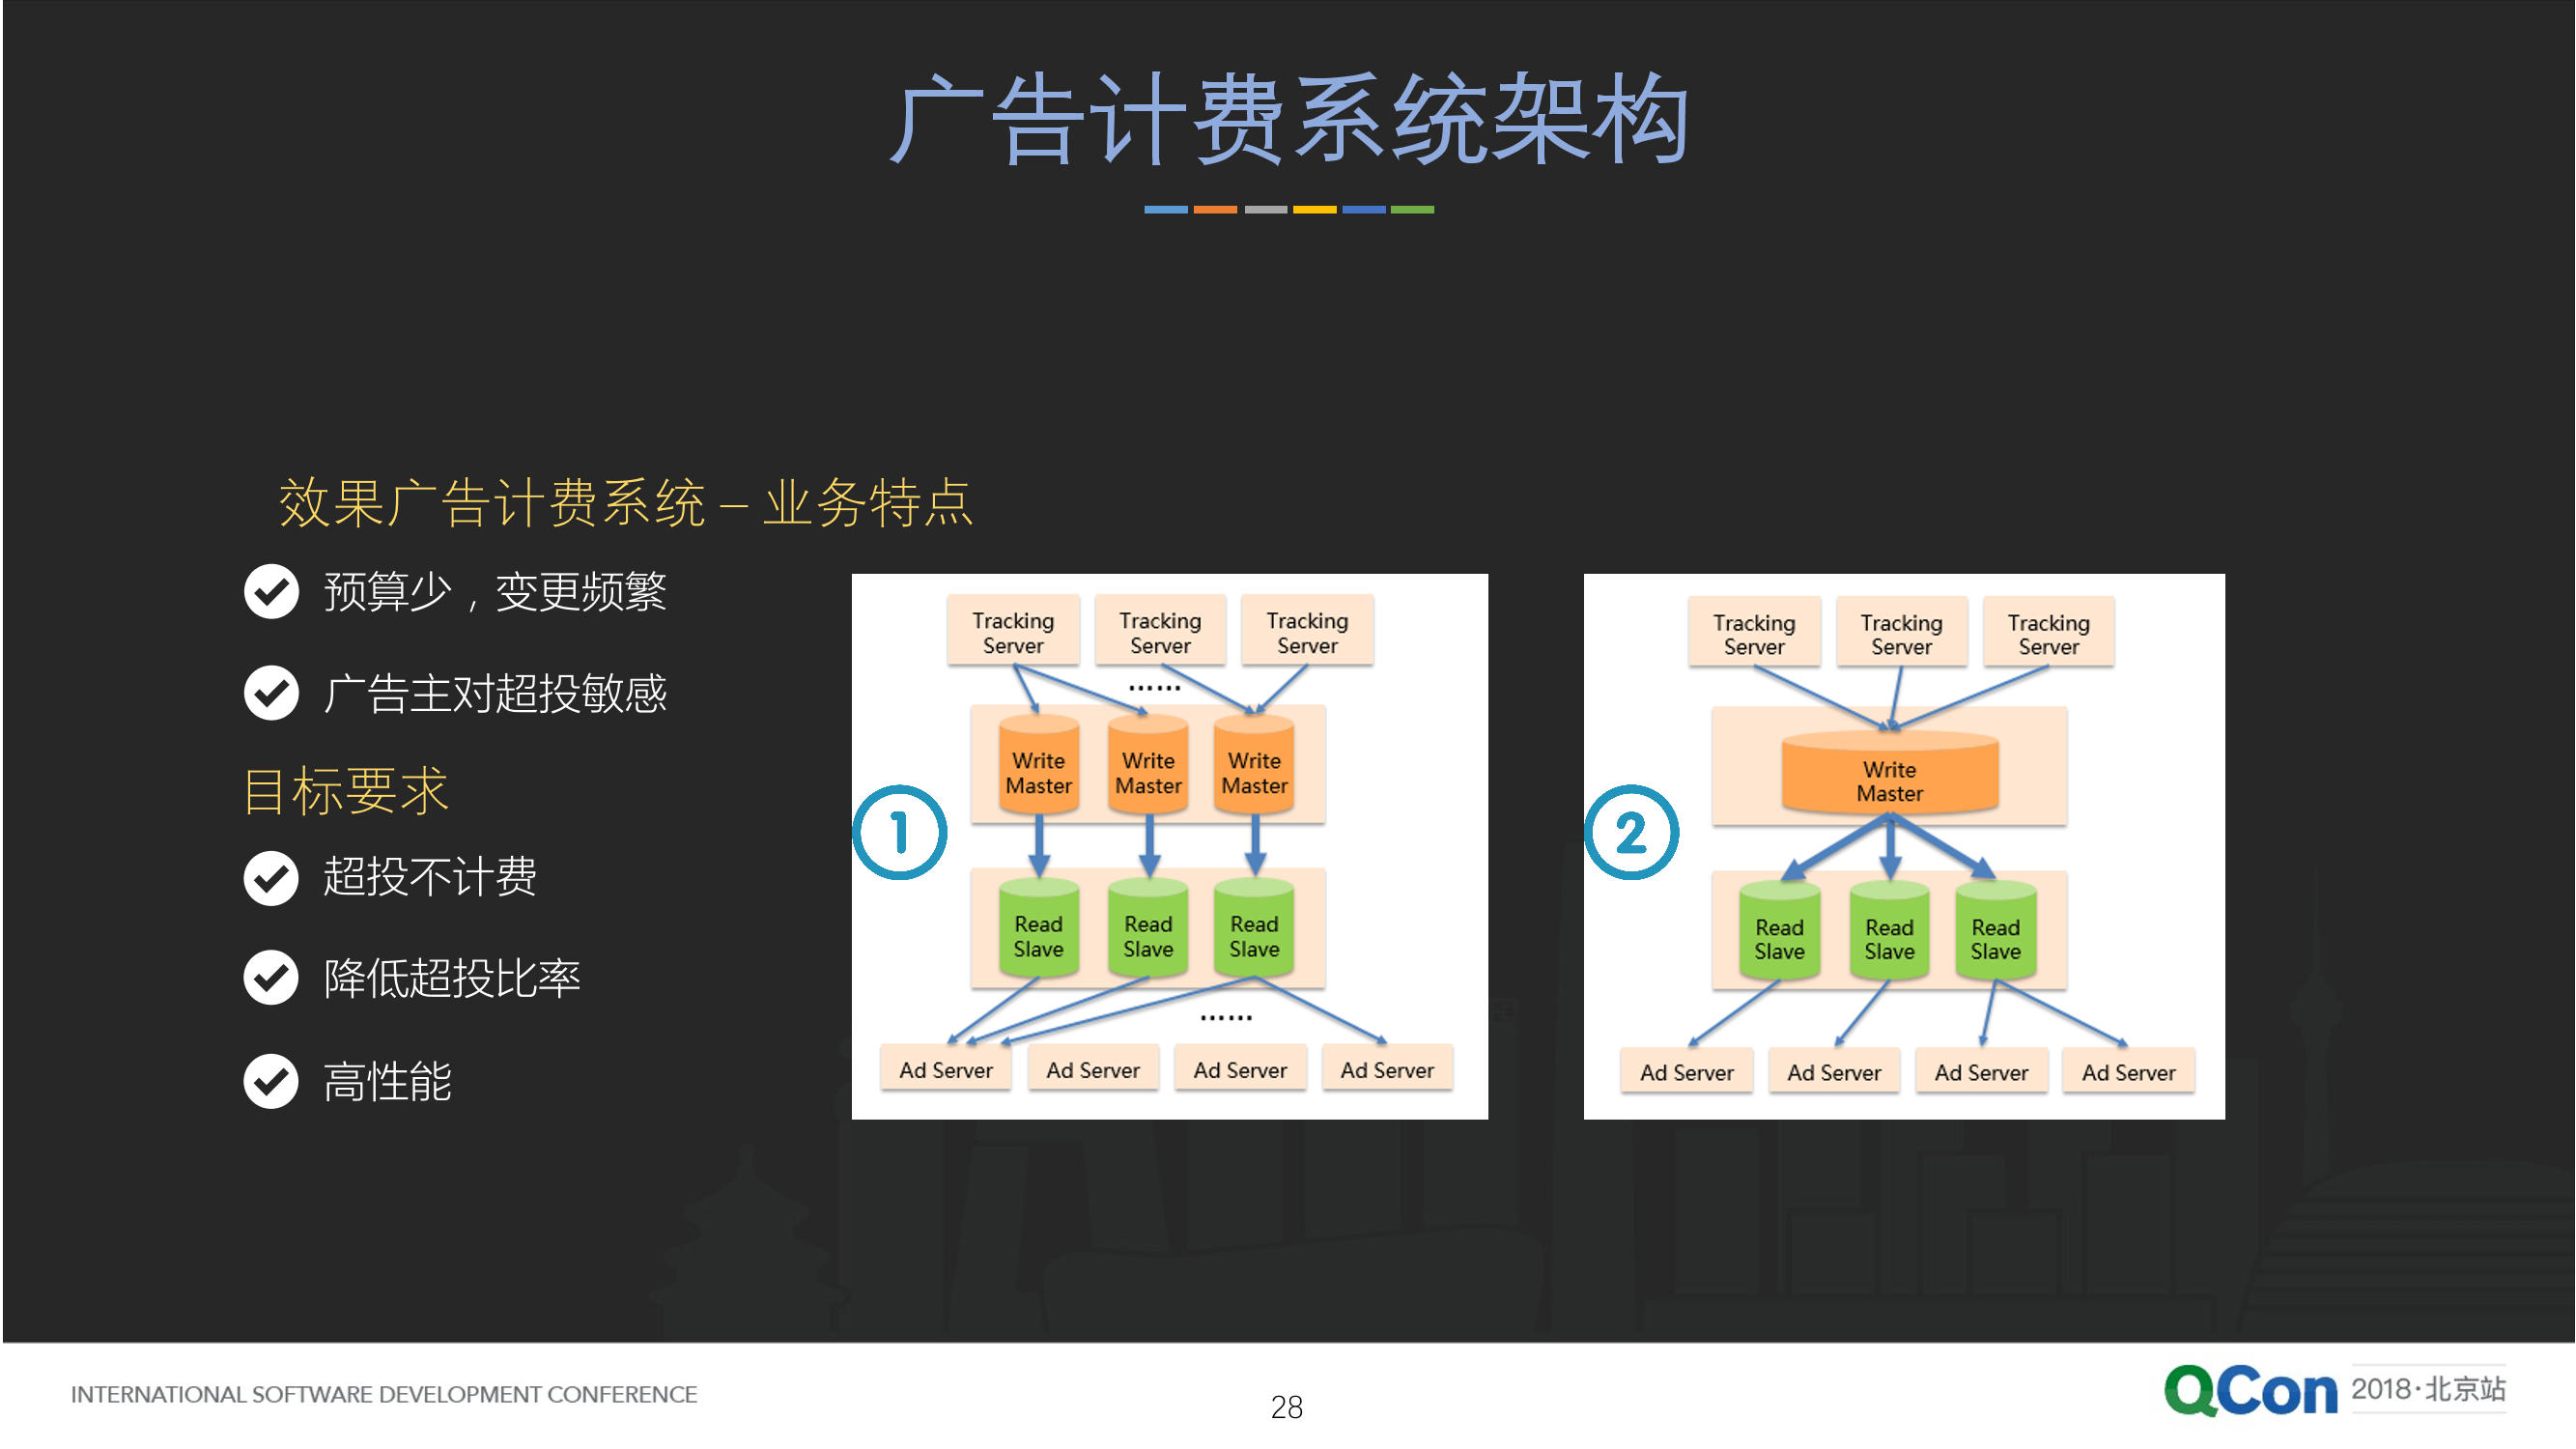 广告计费系统架构
效果广告计费系统 – 业务特点
预算少，变更频繁
广告主对超投敏感
目标要求
超投不计费
降低超投比率
高性能
1
Tracking Server
Tracking Server
Tracking Server
......
Write Master
Write Master
Write Master
Read Slave
Read Slave
Read Slave
......
Ad Server
Ad Server
Ad Server
Ad Server
2
Tracking Server
Tracking Server
Tracking Server
Write Master
Read Slave
Read Slave
Read Slave
Ad Server
Ad Server
Ad Server
Ad Server
INTERNATIONAL SOFTWARE DEVELOPMENT CONFERENCE
28
QCon 2018·北京站